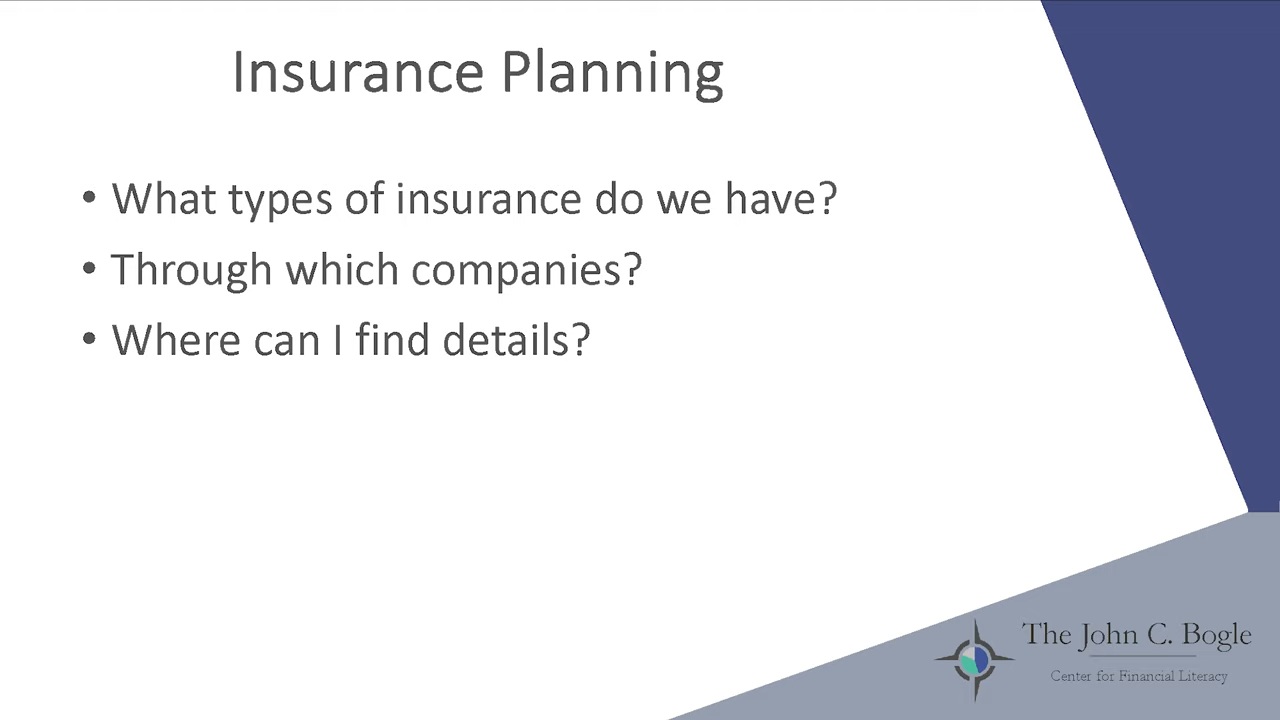 Insurance Planning
• What types of insurance do we have?
• Through which companies?
• Where can I find details?
The John C. Bogle
Center for Financial Literacy